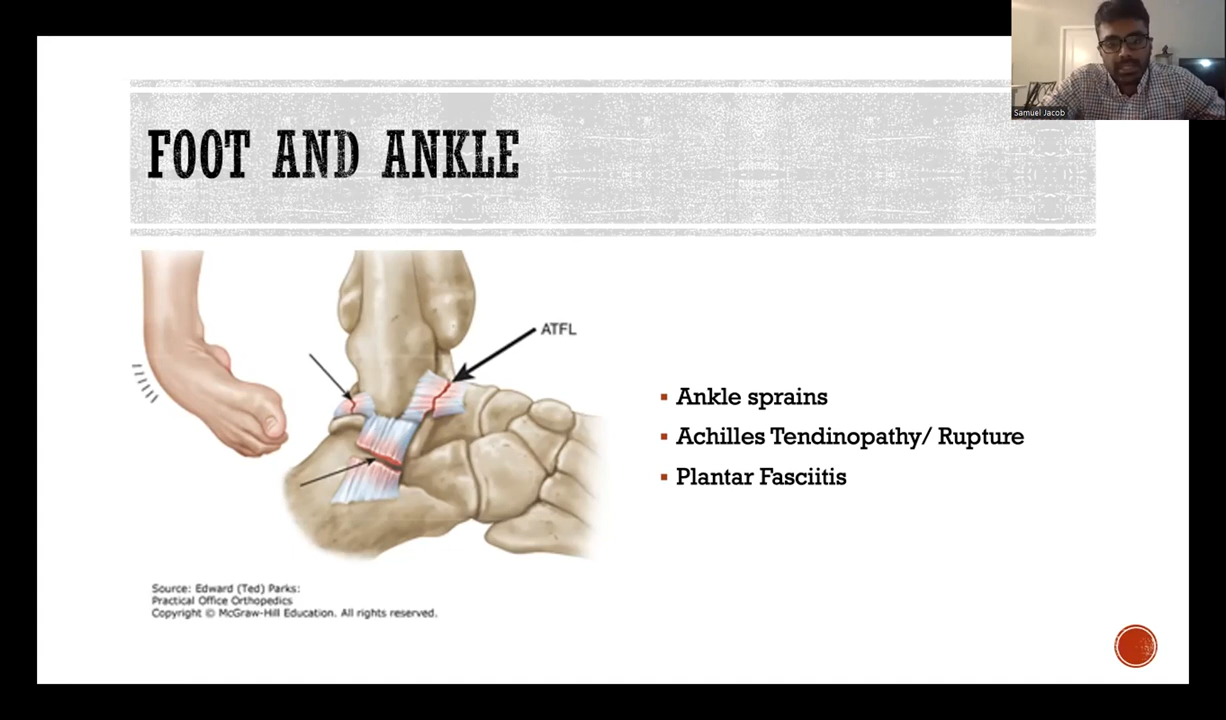 Samuel Jacob
FOOT AND ANKLE
ATFL
▪ Ankle sprains
▪ Achilles Tendinopathy/ Rupture
▪ Plantar Fasciitis
Source: Edward (Ted) Parks:
Practical Office Orthopedics
Copyright © McGraw-Hill Education. All rights reserved.